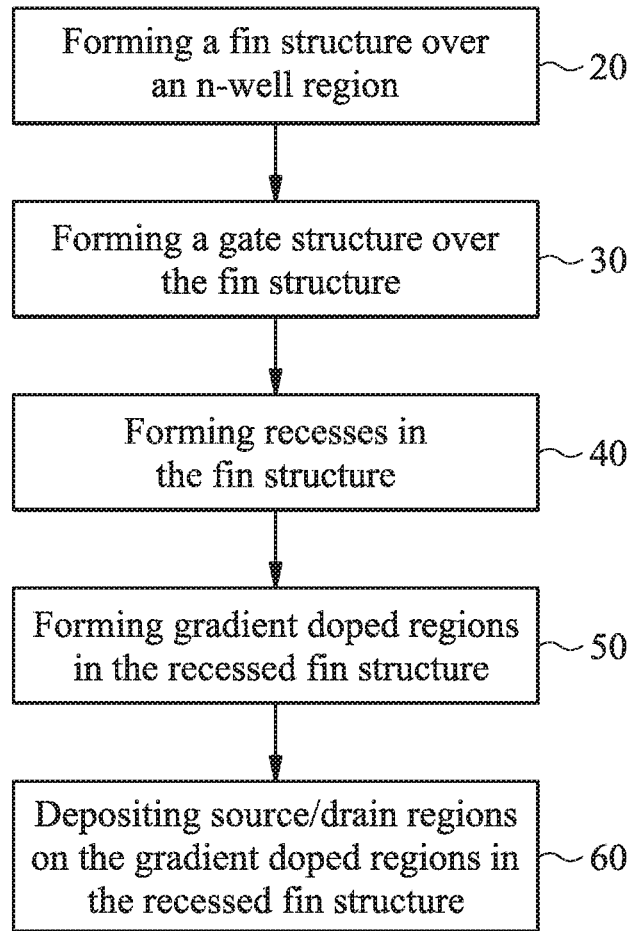 Forming a fin structure over
an n-well region
20
Forming a gate structure over
the fin structure
30
Forming recesses in
the fin structure
40
Forming gradient doped regions
in the recessed fin structure
50
Depositing source/drain regions
on the gradient doped regions in
the recessed fin structure
60